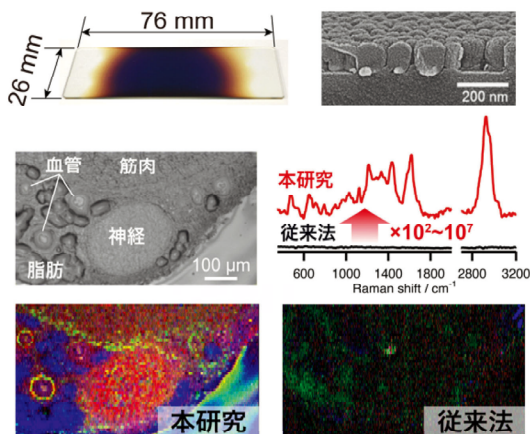 76 mm
26 mm
200 nm
血管
筋肉
神経
脂肪
100 µm
本研究
従来法
×10²~10⁷
600
1200
1800
2800
3200
Raman shift / cm⁻¹
本研究
従来法